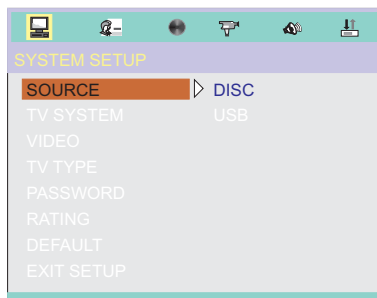 SYSTEM SETUP
SOURCE DISC
TV SYSTEM USB
VIDEO
TV TYPE
PASSWORD
RATING
DEFAULT
EXIT SETUP